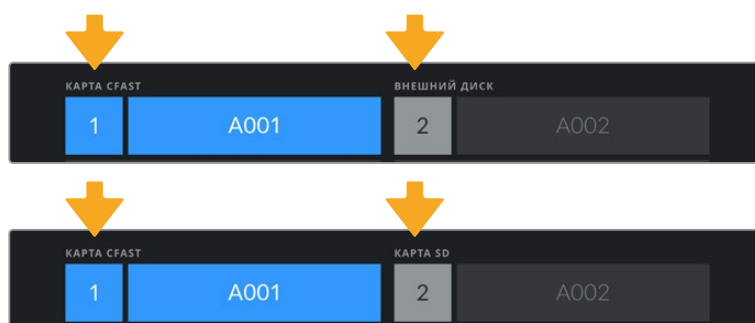 КАРТА CFAST ВНЕШНИЙ ДИСК
1 A001 2 A002
КАРТА CFAST КАРТА SD
1 A001 2 A002